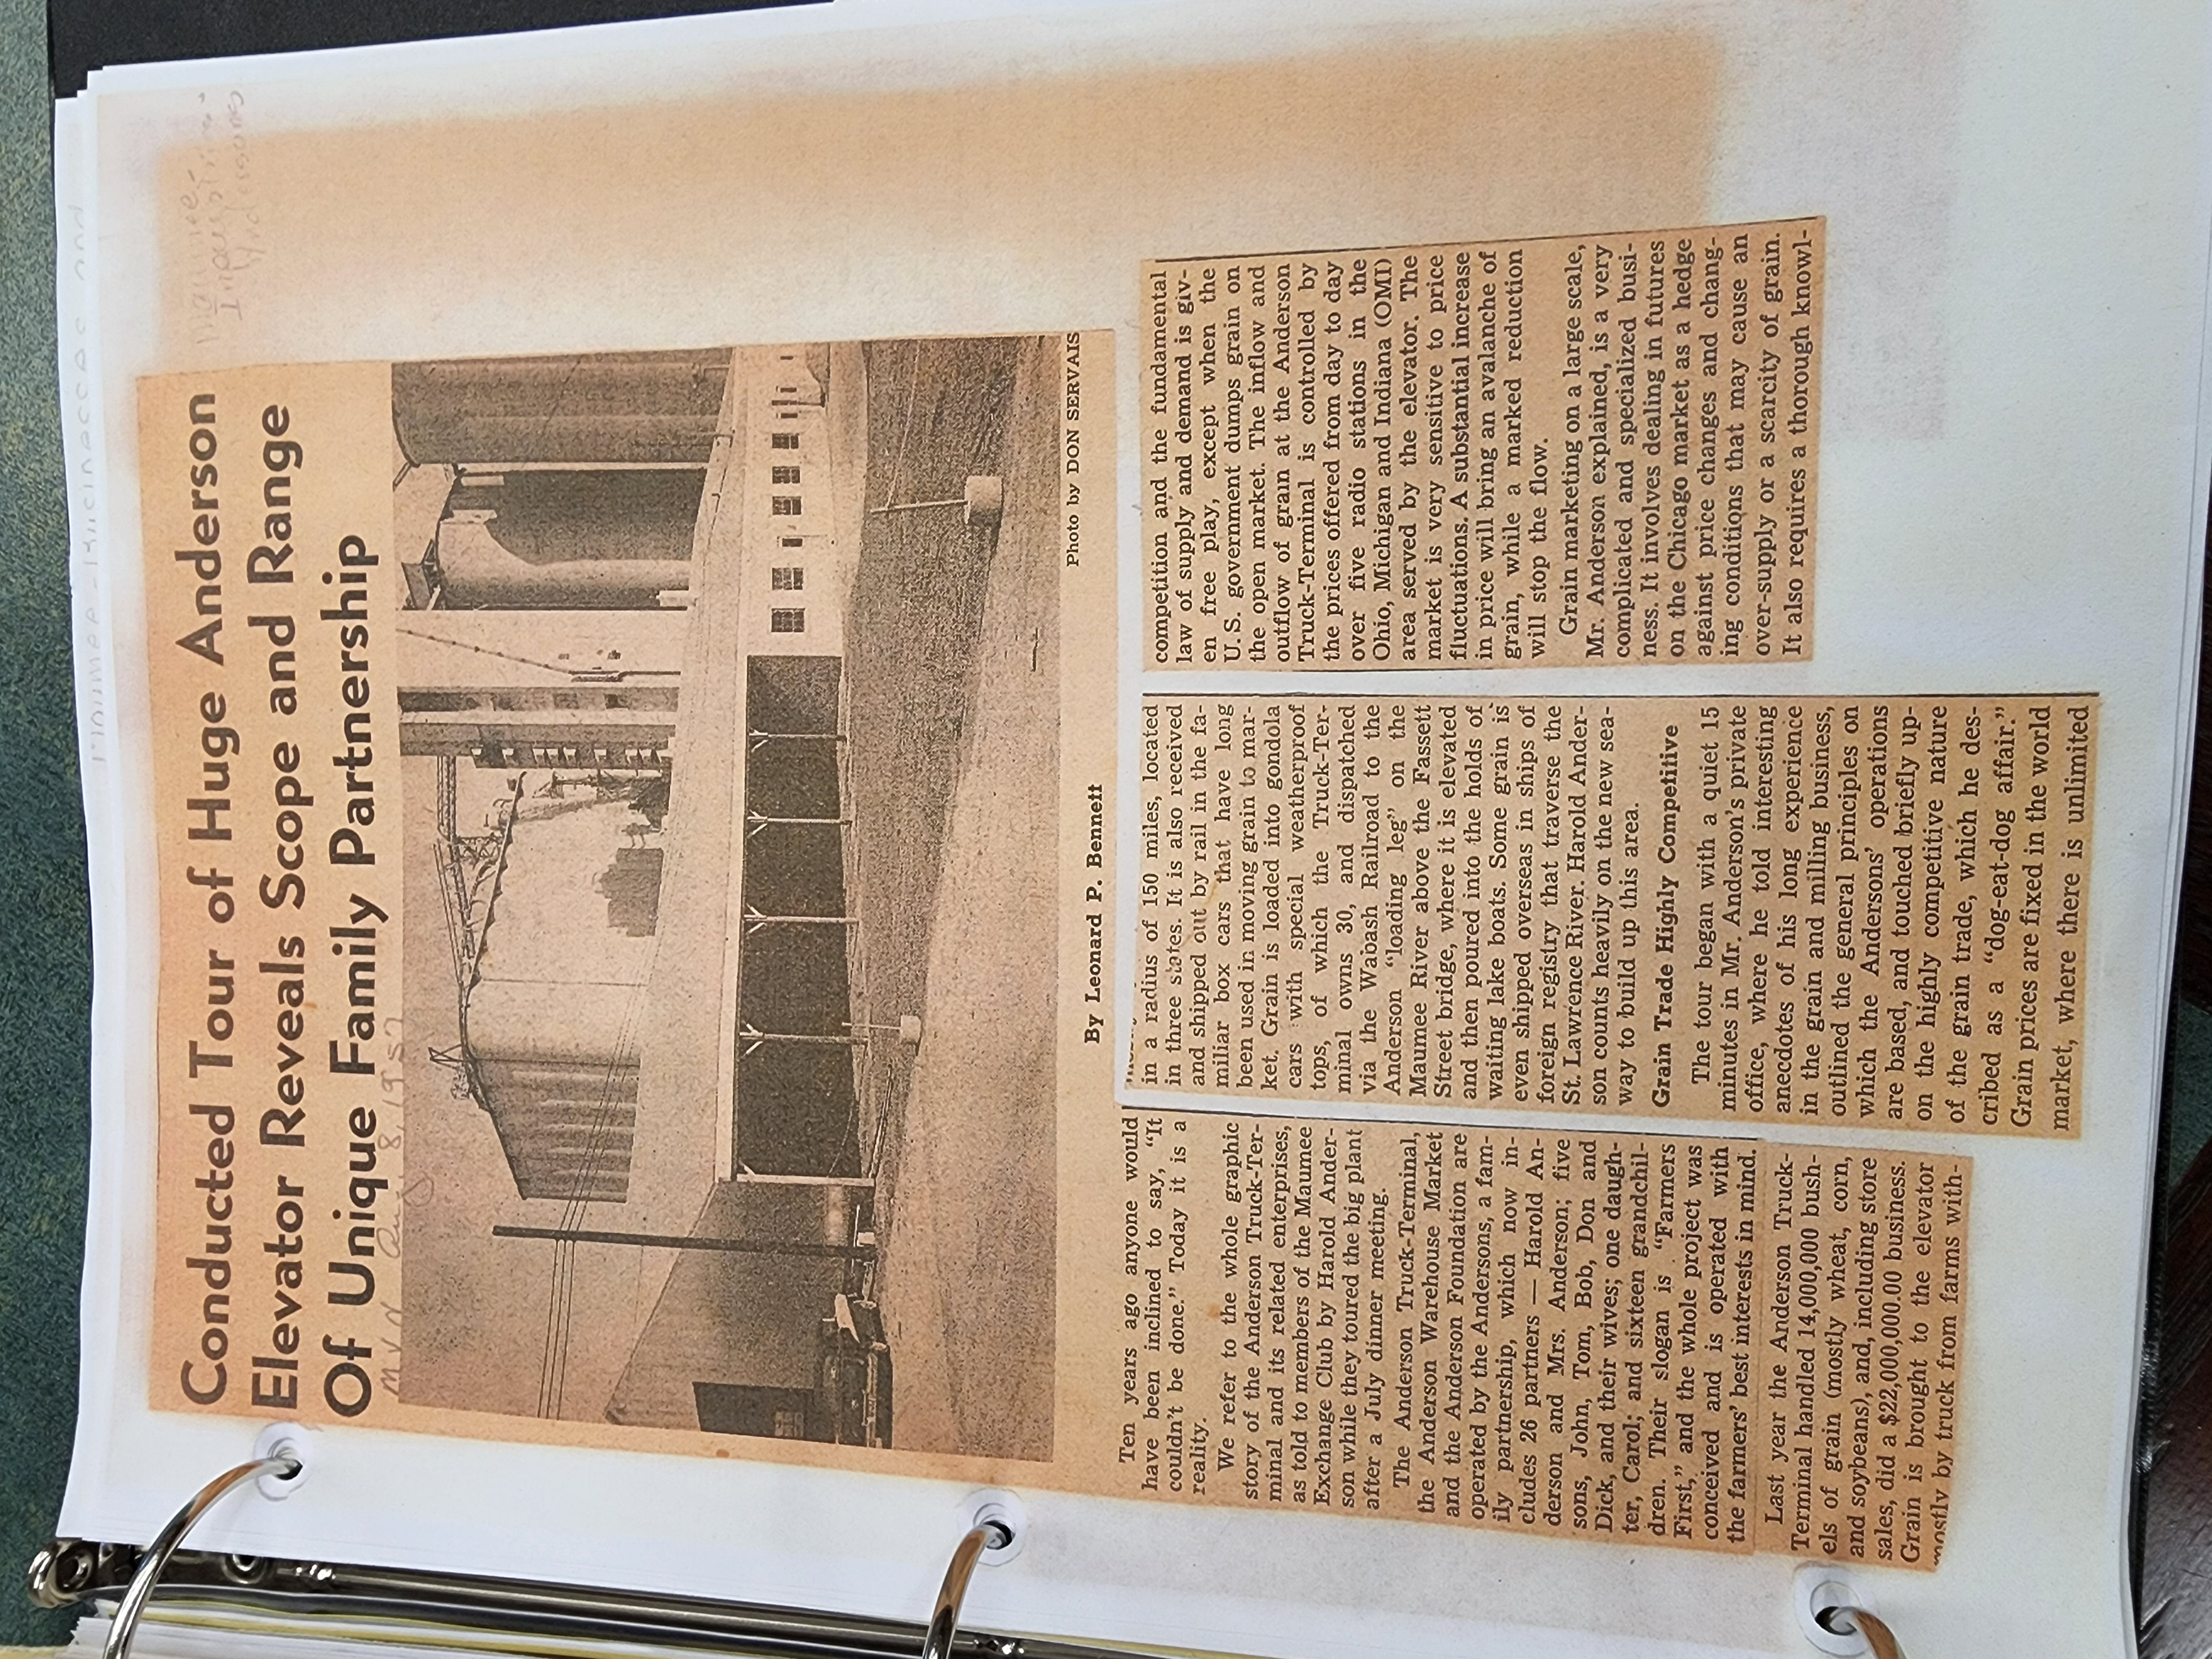 Conducted Tour of Huge Anderson
Elevator Reveals Scope and Range
Of Unique Family Partnership
Photo by DON SERVAIS
By Leonard P. Bennett
Ten years ago anyone would
have been inclined to say, “It
couldn't be done.” Today it is a
reality.
We refer to the whole graphic
story of the Anderson Truck-Ter-
minal and its related enterprises,
as told to members of the Maumee
Exchange Club by Harold Ander-
son while they toured the big plant
after a July dinner meeting.
The Anderson Truck-Terminal,
the Anderson Warehouse Market
and the Anderson Foundation are
operated by the Andersons, a fam-
ily partnership, which now in-
cludes 26 partners — Harold An-
derson and Mrs. Anderson; five
sons, John, Tom, Bob, Don and
Dick, and their wives; one daugh-
ter, Carol; and sixteen grandchil-
dren. Their slogan is “Farmers
First,” and the whole project was
conceived and is operated with
the farmers' best interests in mind.
Last year the Anderson Truck-
Terminal handled 14,000,000 bush-
els of grain (mostly wheat, corn,
and soybeans), and, including store
sales, did a $22,000,000.00 business.
Grain is brought to the elevator
mostly by truck from farms with-
in a radius of 150 miles, located
in three states. It is also received
and shipped out by rail in the fa-
miliar box cars that have long
been used in moving grain to mar-
ket. Grain is loaded into gondola
cars with special weatherproof
tops, of which the Truck-Ter-
minal owns 30, and dispatched
via the Wabash Railroad to the
Anderson “loading leg” on the
Maumee River above the Fassett
Street bridge, where it is elevated
and then poured into the holds of
waiting lake boats. Some grain is
even shipped overseas in ships of
foreign registry that traverse the
St. Lawrence River. Harold Ander-
son counts heavily on the new sea-
way to build up this area.
Grain Trade Highly Competitive
The tour began with a quiet 15
minutes in Mr. Anderson's private
office, where he told interesting
anecdotes of his long experience
in the grain and milling business,
outlined the general principles on
which the Andersons' operations
are based, and touched briefly up-
on the highly competitive nature
of the grain trade, which he des-
cribed as a “dog-eat-dog affair.”
Grain prices are fixed in the world
market, where there is unlimited
competition and the fundamental
law of supply and demand is giv-
en free play, except when the
U. S. government dumps grain on
the open market. The inflow and
outflow of grain at the Anderson
Truck-Terminal is controlled by
the prices offered from day to day
over five radio stations in the
Ohio, Michigan and Indiana (OMI)
area served by the elevator. The
market is very sensitive to price
fluctuations. A substantial increase
in price will bring an avalanche of
grain, while a marked reduction
will stop the flow.
Grain marketing on a large scale,
Mr. Anderson explained, is a very
complicated and specialized busi-
ness. It involves dealing in futures
on the Chicago market as a hedge
against price changes and chang-
ing conditions that may cause an
over-supply or a scarcity of grain.
It also requires a thorough knowl-